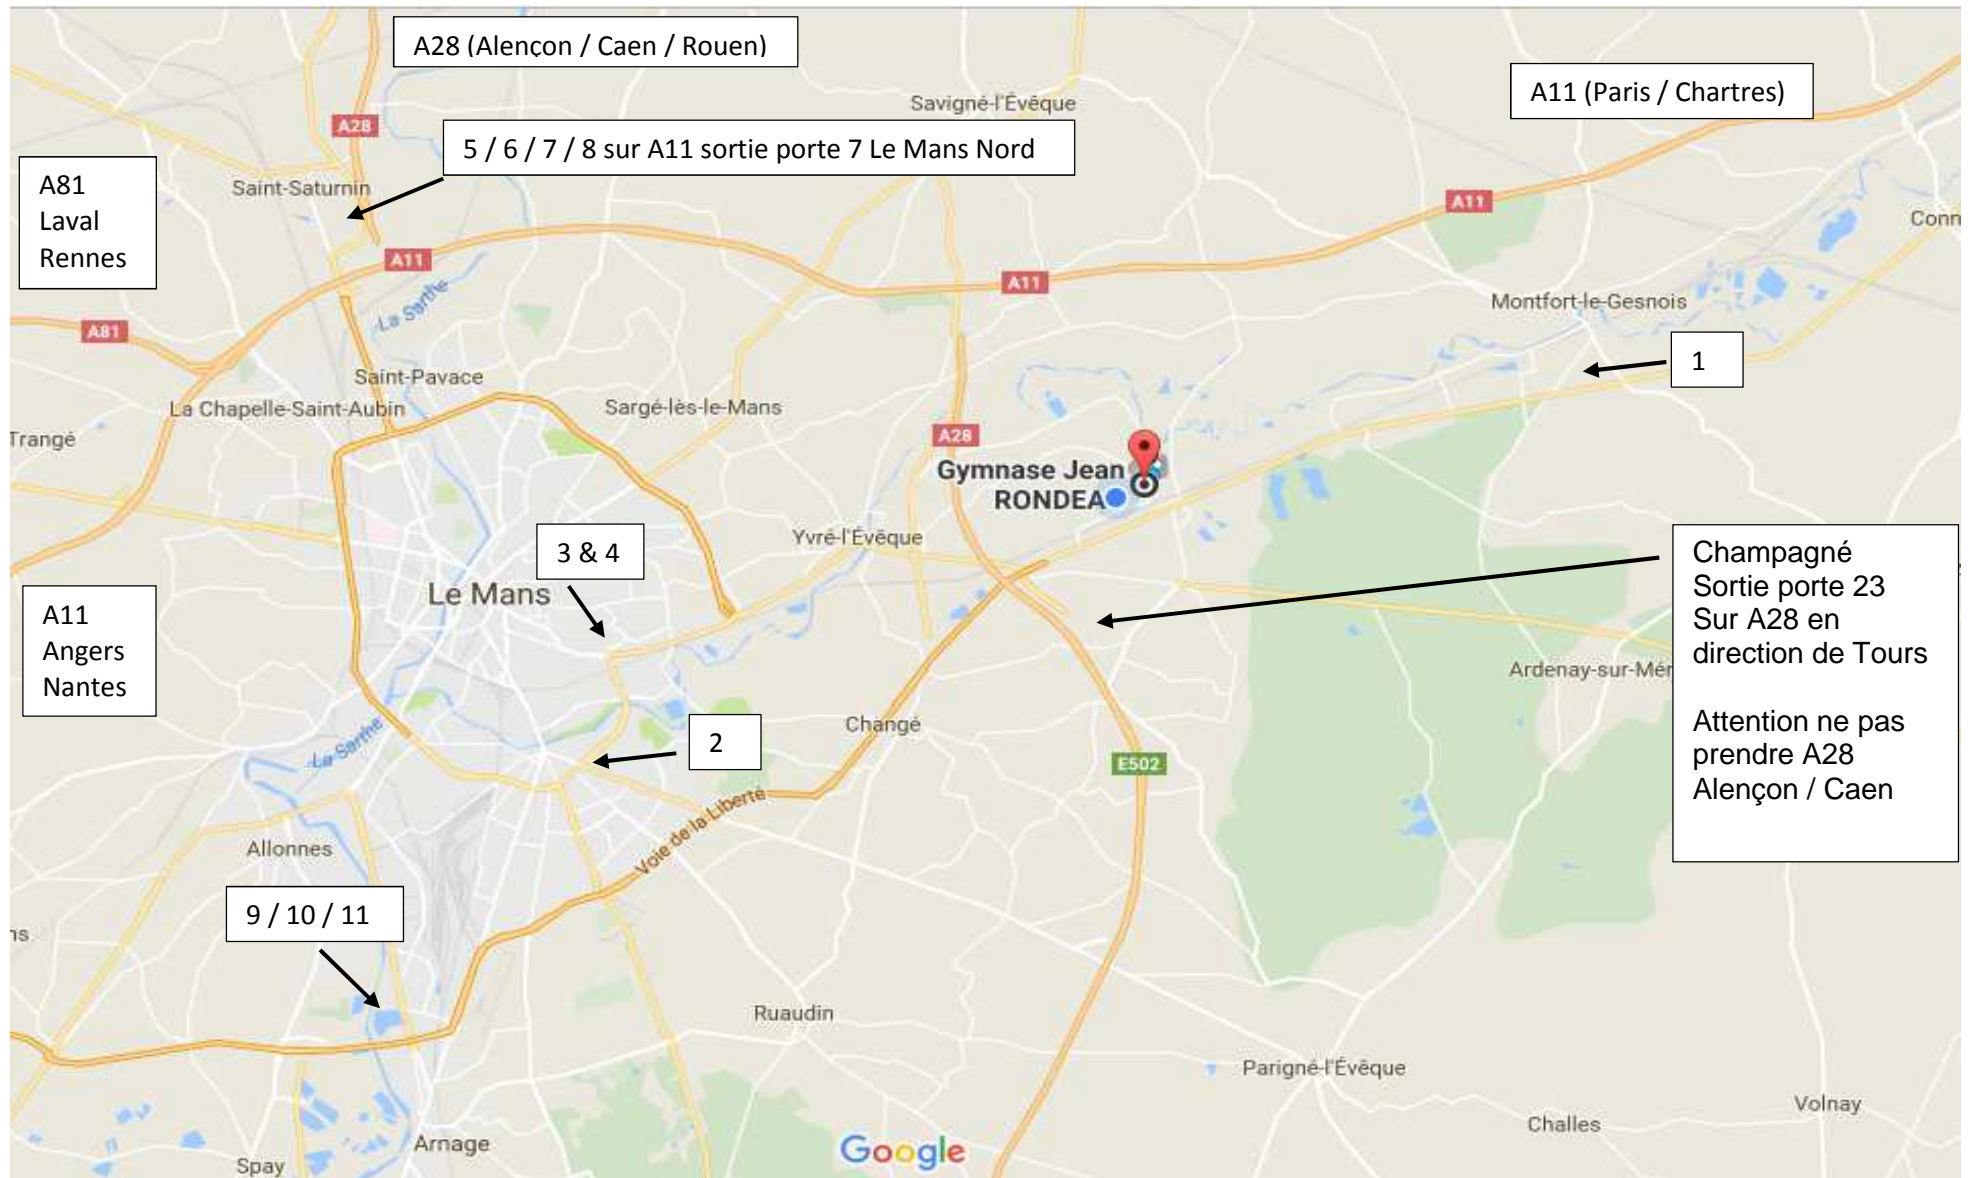 A28 (Alençon / Caen / Rouen)
A11 (Paris / Chartres)
Savigné-l'Évêque
A28
5 / 6 / 7 / 8 sur A11 sortie porte 7 Le Mans Nord
A81
Laval
Rennes
Saint-Saturnin
A11
Conn
A11
A11
La Sarthe
Montfort-le-Gesnois
A81
1
Saint-Pavace
La Chapelle-Saint-Aubin
Sargé-lès-le-Mans
Trangé
A28
Gymnase Jean
RONDEA
Yvré-l'Évêque
3 & 4
Le Mans
Champagné
Sortie porte 23
Sur A28 en
direction de Tours
Attention ne pas
prendre A28
Alençon / Caen
A11
Angers
Nantes
Ardenay-sur-Mér
Changé
2
La Sarthe
E502
Voie de la Liberté
Allonnes
9 / 10 / 11
ns
Ruaudin
Parigné-l'Évêque
Volnay
Challes
Arnage
Google
Spay